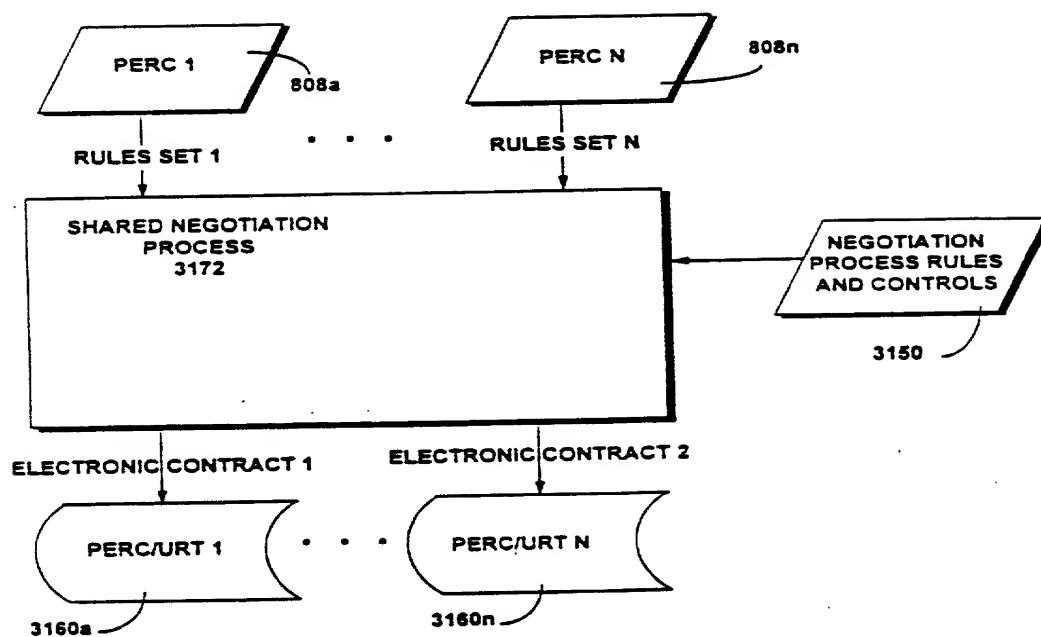 PERC 1
808a
PERC N
808n
RULES SET 1
RULES SET N
SHARED NEGOTIATION
PROCESS
3172
NEGOTIATION
PROCESS RULES
AND CONTROLS
3150
ELECTRONIC CONTRACT 1
ELECTRONIC CONTRACT 2
PERC/URT 1
PERC/URT N
3160a
3160n